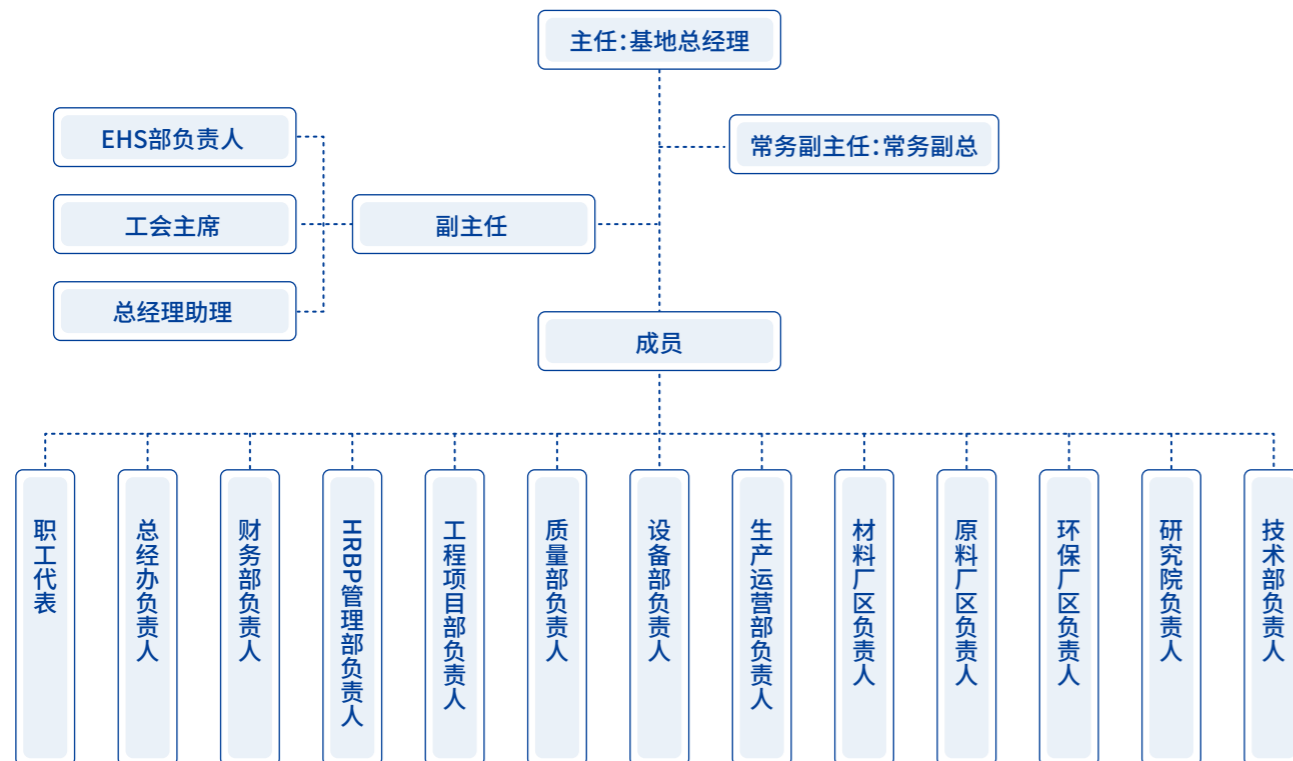 主任：基地总经理
EHS部负责人
常务副主任：常务副总
工会主席
副主任
总经理助理
成员
职工代表
总经办负责人
财务部负责人
HRBP管理部负责人
工程项目部负责人
质量部负责人
设备部负责人
生产运营部负责人
材料厂区负责人
原料厂区负责人
环保厂区负责人
研究院负责人
技术部负责人